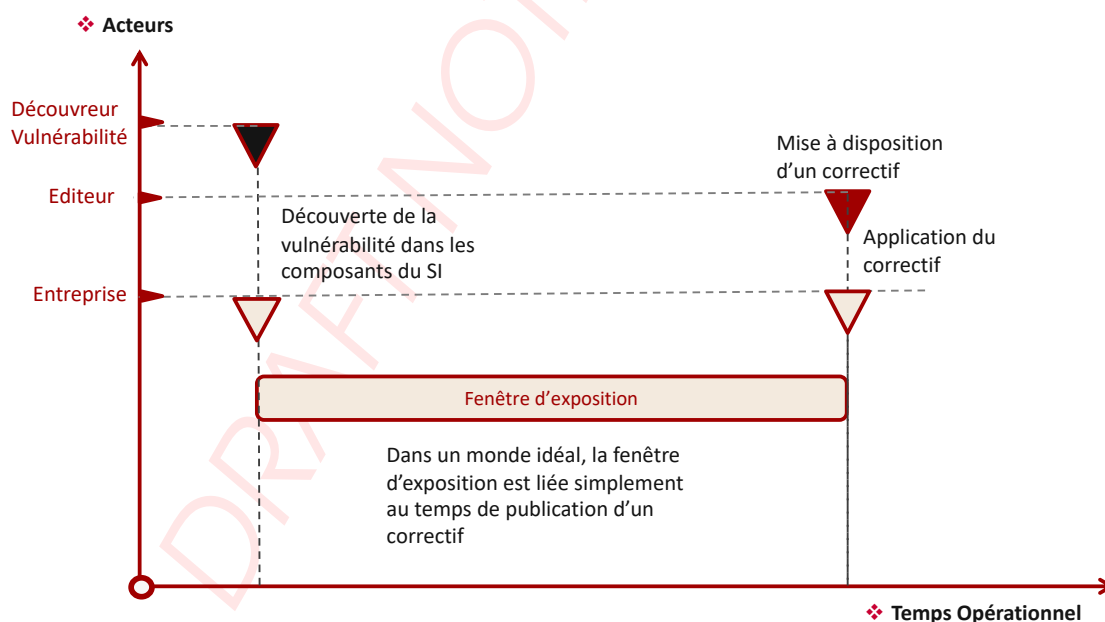 ❖ Acteurs
Découvreur
Vulnérabilité
Mise à disposition
d’un correctif
Editeur
Découverte de la
vulnérabilité dans les
composants du SI
Application du
correctif
Entreprise
Fenêtre d’exposition
Dans un monde idéal, la fenêtre
d’exposition est liée simplement
au temps de publication d’un
correctif
❖ Temps Opérationnel
DRAFT NO